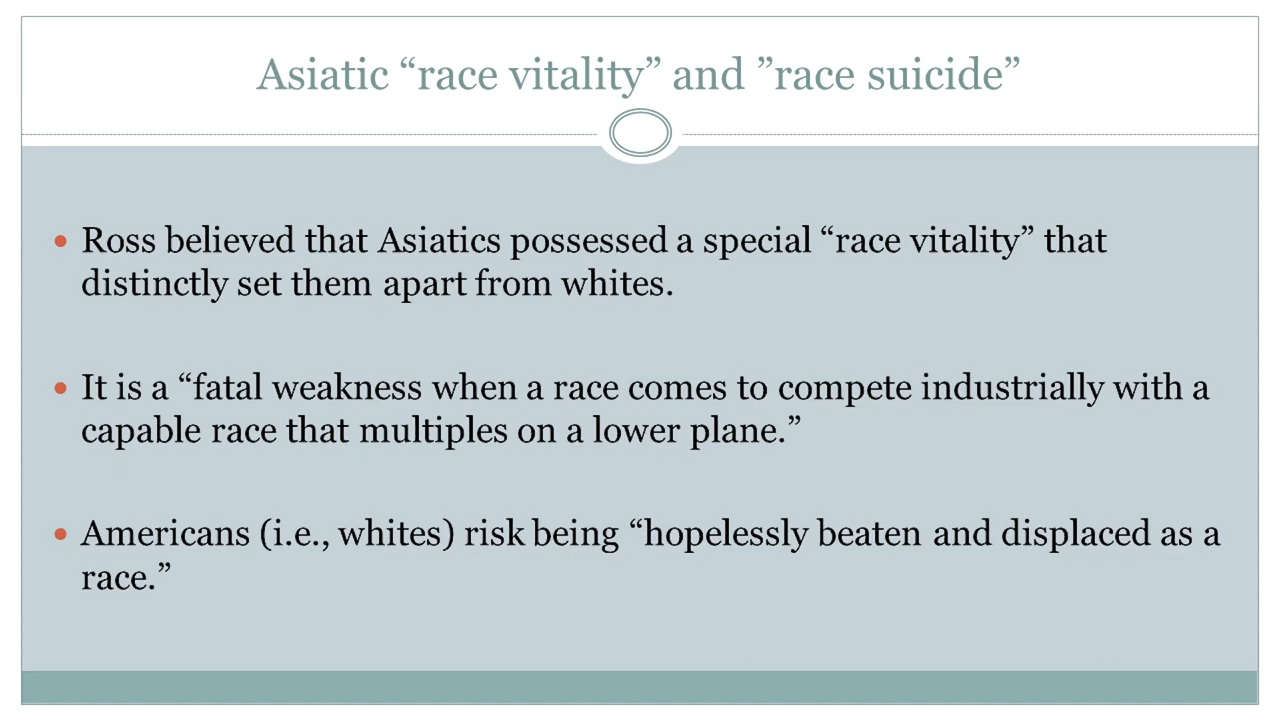 Asiatic “race vitality” and ”race suicide”
Ross believed that Asiatics possessed a special “race vitality” that
distinctly set them apart from whites.
It is a “fatal weakness when a race comes to compete industrially with a
capable race that multiples on a lower plane.”
Americans (i.e., whites) risk being “hopelessly beaten and displaced as a
race.”